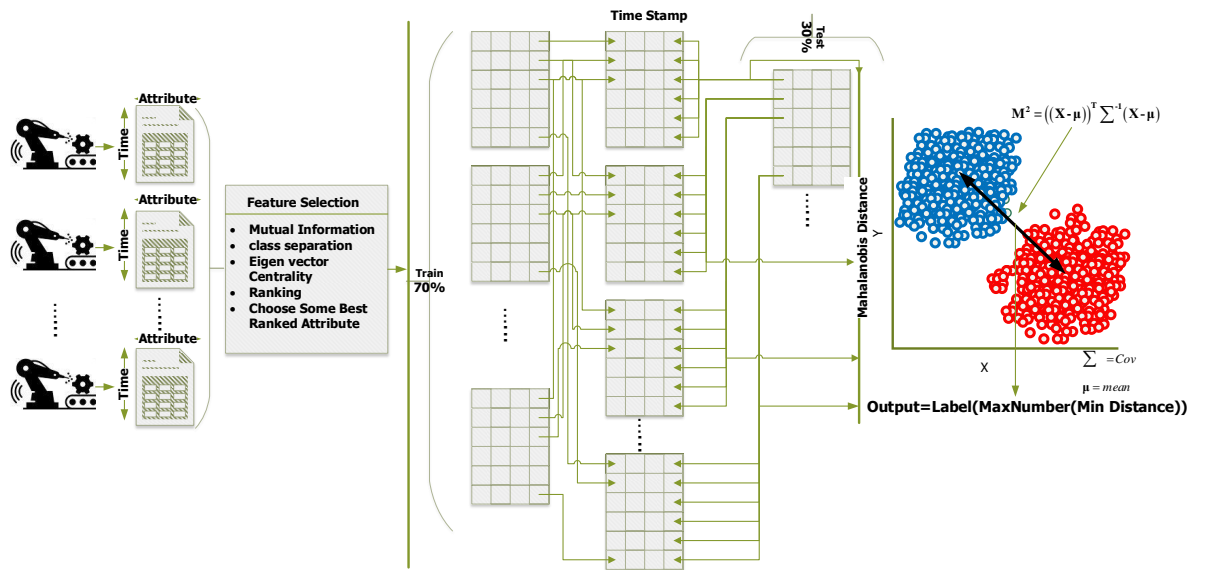 Attribute
Time
Attribute
Time
Attribute
Time
Feature Selection
• Mutual Information
• class separation
• Eigen vector
Centrality
• Ranking
• Choose Some Best
Ranked Attribute
Train
70%
Time Stamp
Test
30%
Mahalanobis Distance
M² = ((X - μ))ᵀ ∑⁻¹ (X - μ)
Y
X
∑ =Cov
μ = mean
Output=Label(MaxNumber(Min Distance))